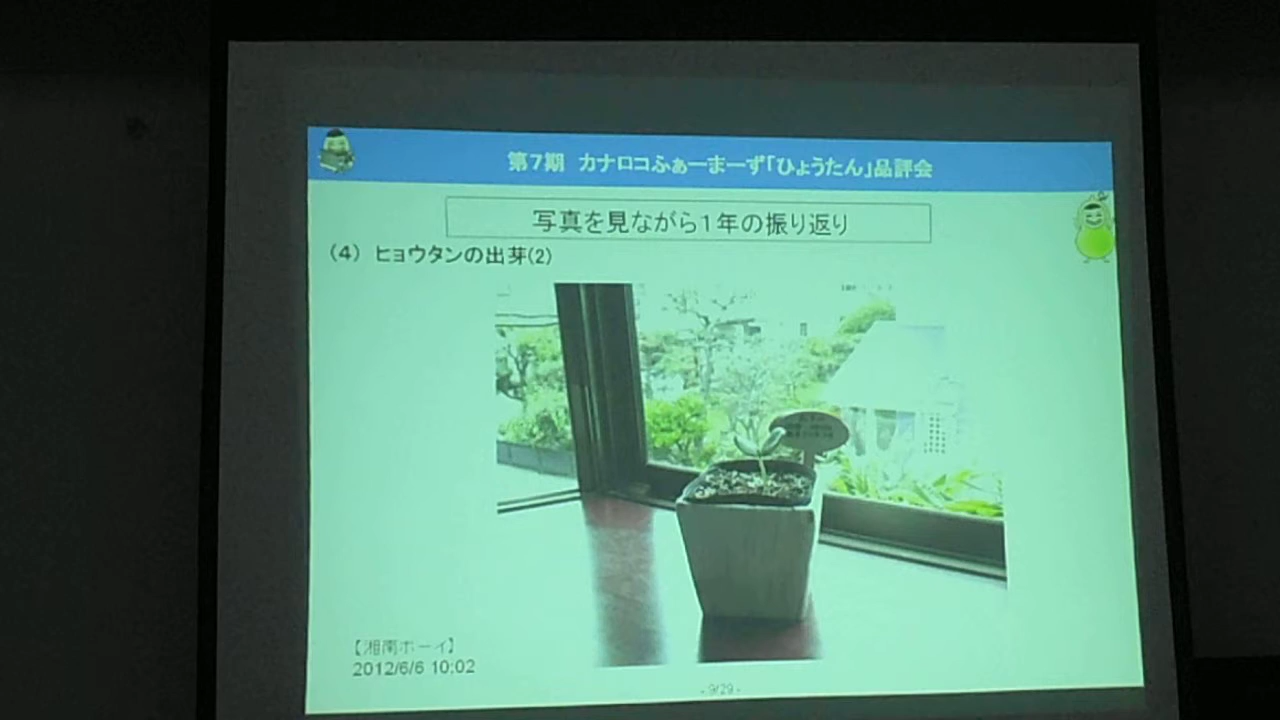 第7期 カナロコふぁーまーず「ひょうたん」品評会
写真を見ながら1年の振り返り
(4) ヒョウタンの出芽(2)
【湘南ボーイ】
2012/6/6 10:02
- 9/29 -